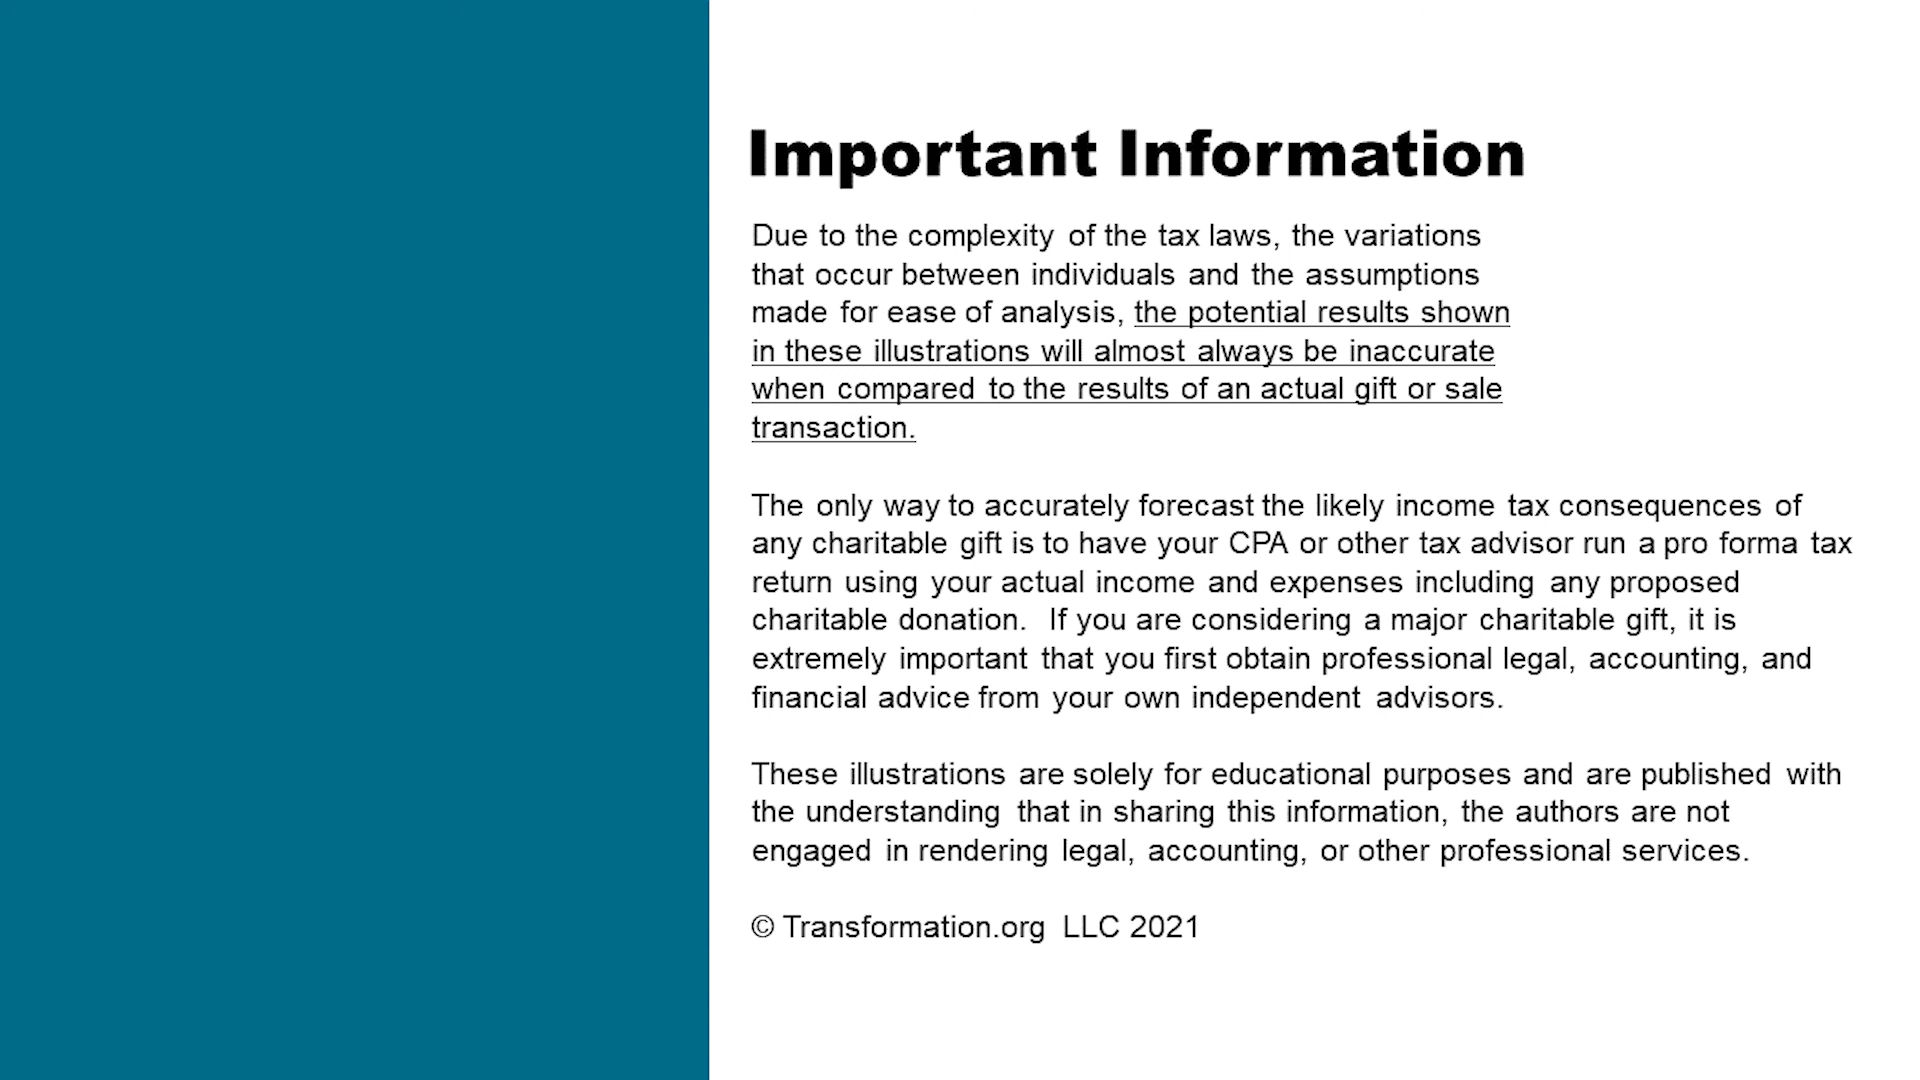 Important Information
Due to the complexity of the tax laws, the variations
that occur between individuals and the assumptions
made for ease of analysis, the potential results shown
in these illustrations will almost always be inaccurate
when compared to the results of an actual gift or sale
transaction.
The only way to accurately forecast the likely income tax consequences of
any charitable gift is to have your CPA or other tax advisor run a pro forma tax
return using your actual income and expenses including any proposed
charitable donation. If you are considering a major charitable gift, it is
extremely important that you first obtain professional legal, accounting, and
financial advice from your own independent advisors.
These illustrations are solely for educational purposes and are published with
the understanding that in sharing this information, the authors are not
engaged in rendering legal, accounting, or other professional services.
© Transformation.org LLC 2021